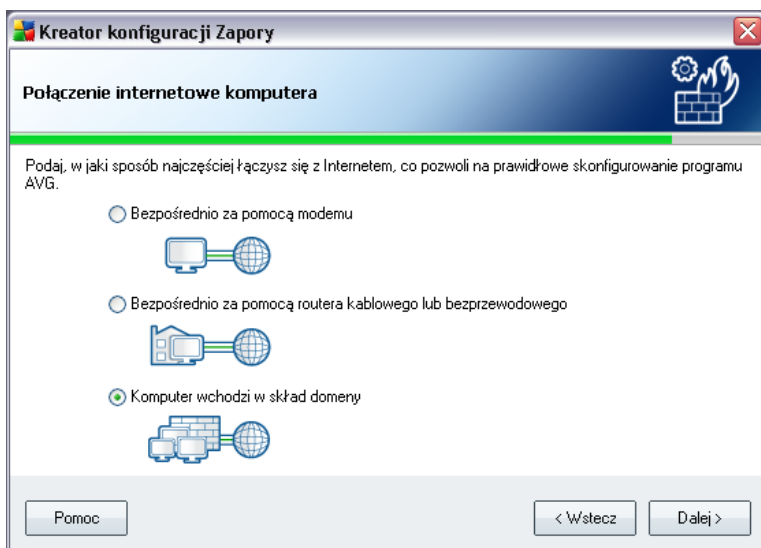 Kreator konfiguracji Zapory
Połączenie internetowe komputera
Podaj, w jaki sposób najczęściej łączysz się z Internetem, co pozwoli na prawidłowe skonfigurowanie programu
AVG.
Bezpośrednio za pomocą modemu
Bezpośrednio za pomocą routera kablowego lub bezprzewodowego
Komputer wchodzi w skład domeny
Pomoc
< Wstecz
Dalej >